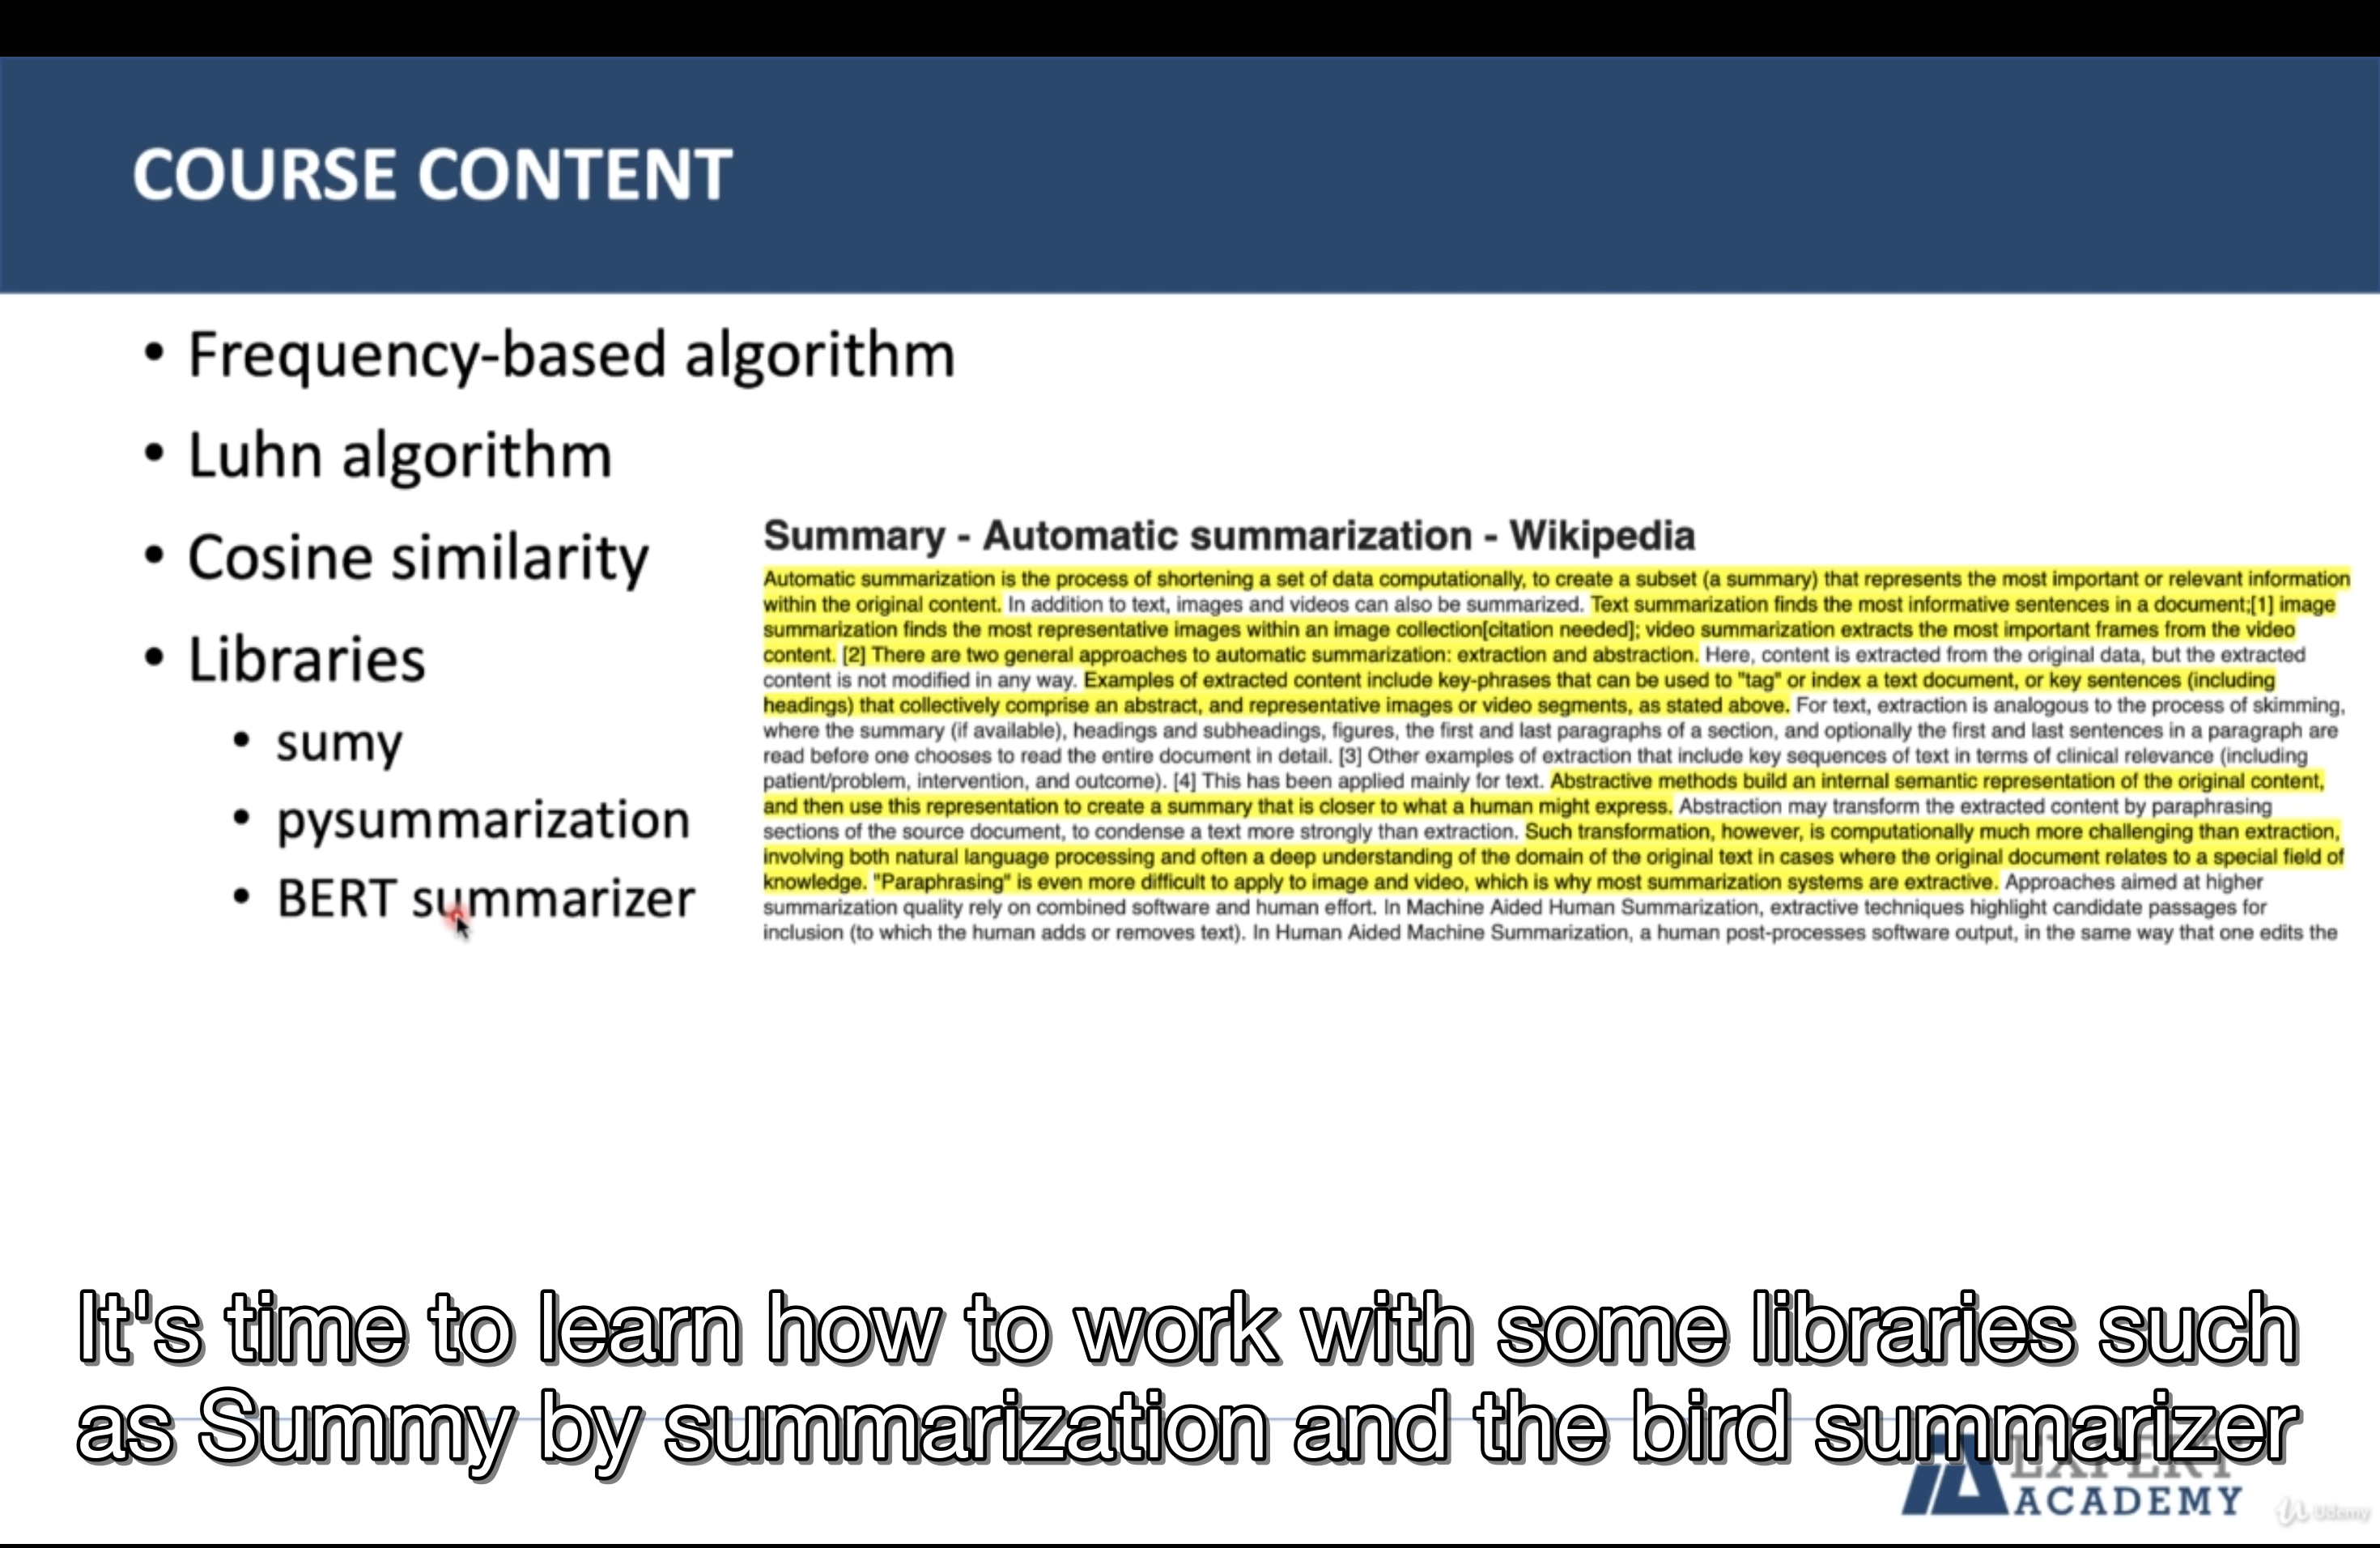 COURSE CONTENT
• Frequency-based algorithm
• Luhn algorithm
• Cosine similarity
• Libraries
• sumy
• pysummarization
• BERT summarizer
Summary - Automatic summarization - Wikipedia
Automatic summarization is the process of shortening a set of data computationally, to create a subset (a summary) that represents the most important or relevant information
within the original content. In addition to text, images and videos can also be summarized. Text summarization finds the most informative sentences in a document;[1] image
summarization finds the most representative images within an image collection[citation needed]; video summarization extracts the most important frames from the video
content. [2] There are two general approaches to automatic summarization: extraction and abstraction. Here, content is extracted from the original data, but the extracted
content is not modified in any way. Examples of extracted content include key-phrases that can be used to "tag" or index a text document, or key sentences (including
headings) that collectively comprise an abstract, and representative images or video segments, as stated above. For text, extraction is analogous to the process of skimming,
where the summary (if available), headings and subheadings, figures, the first and last paragraphs of a section, and optionally the first and last sentences in a paragraph are
read before one chooses to read the entire document in detail. [3] Other examples of extraction that include key sequences of text in terms of clinical relevance (including
patient/problem, intervention, and outcome). [4] This has been applied mainly for text. Abstractive methods build an internal semantic representation of the original content,
and then use this representation to create a summary that is closer to what a human might express. Abstraction may transform the extracted content by paraphrasing
sections of the source document, to condense a text more strongly than extraction. Such transformation, however, is computationally much more challenging than extraction,
involving both natural language processing and often a deep understanding of the domain of the original text in cases where the original document relates to a special field of
knowledge. "Paraphrasing" is even more difficult to apply to image and video, which is why most summarization systems are extractive. Approaches aimed at higher
summarization quality rely on combined software and human effort. In Machine Aided Human Summarization, extractive techniques highlight candidate passages for
inclusion (to which the human adds or removes text). In Human Aided Machine Summarization, a human post-processes software output, in the same way that one edits the
It's time to learn how to work with some libraries such
as Summy by summarization and the bird summarizer
EXPERT
ACADEMY
Udemy